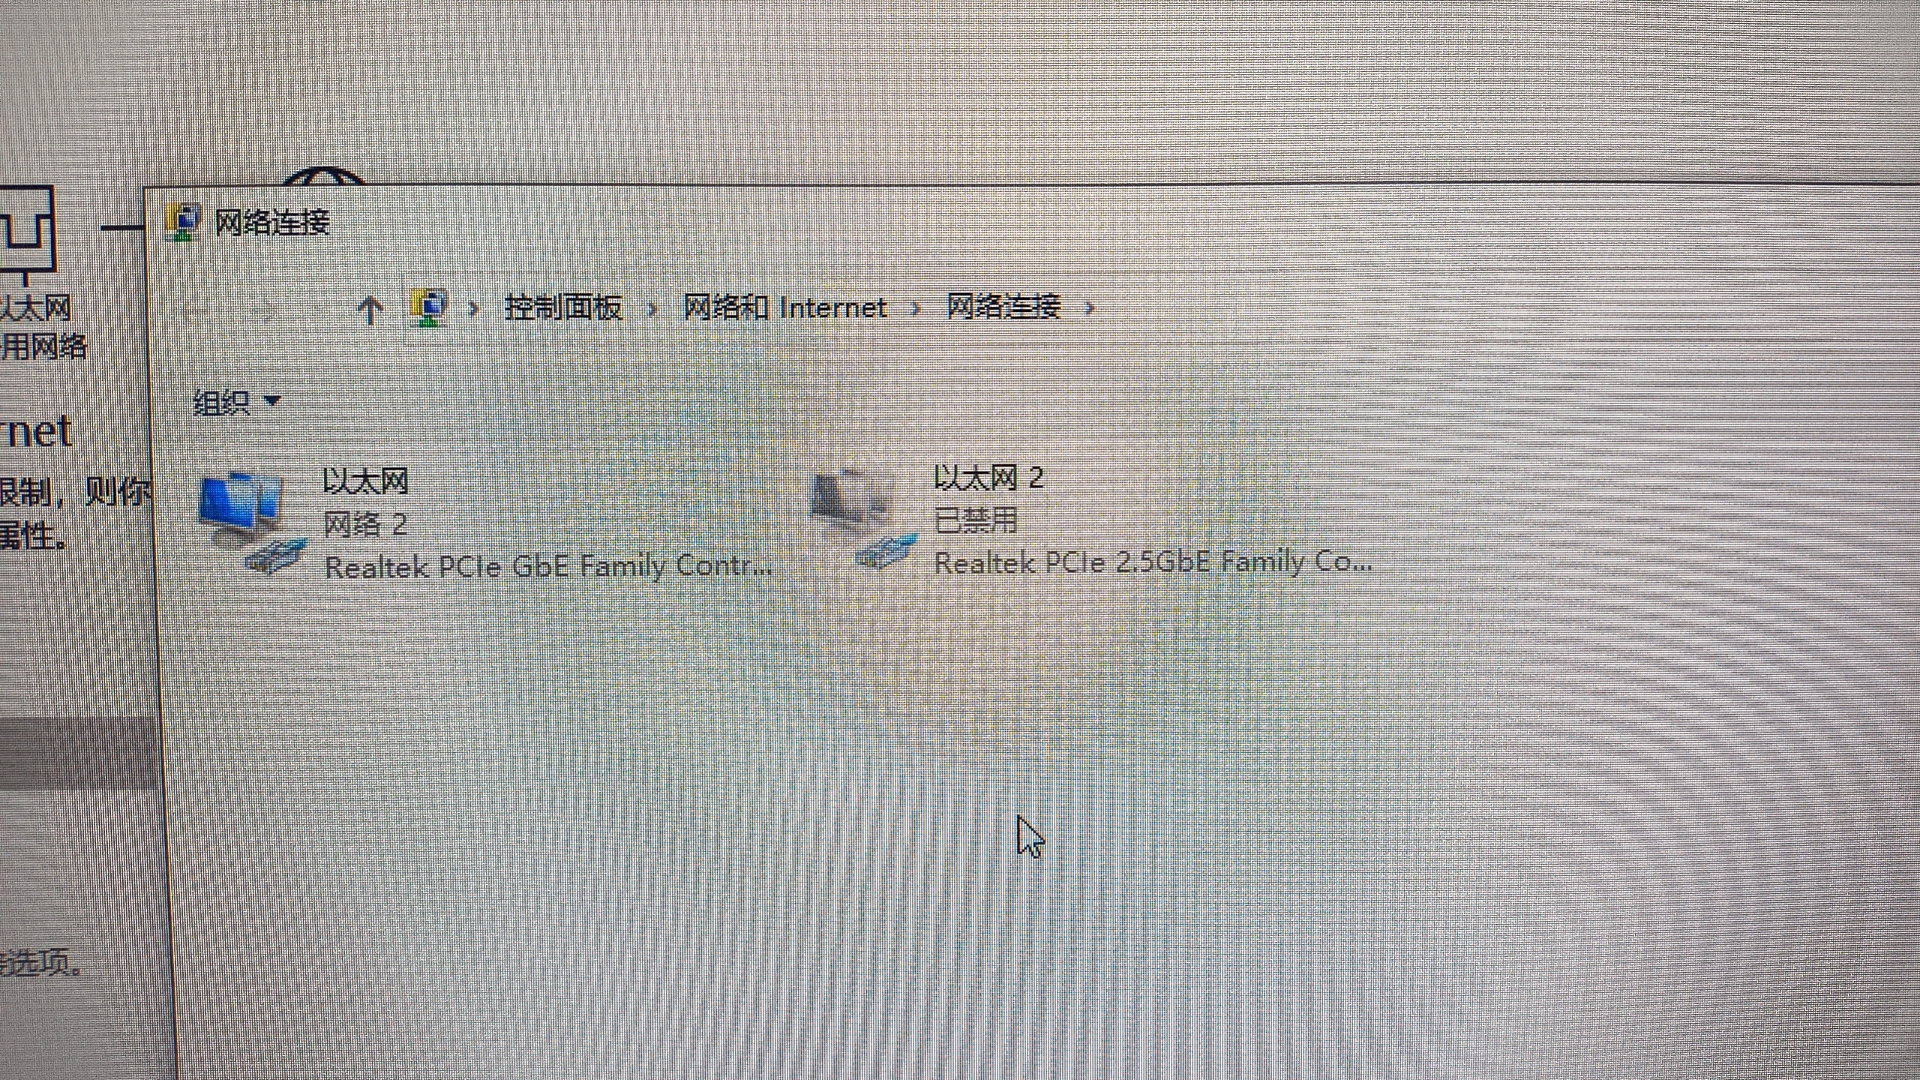 网络连接
控制面板 › 网络和 Internet › 网络连接 ›
以太网
用网络
组织
net
限制，则你
属性。
以太网
网络 2
Realtek PCIe GbE Family Contr...
以太网 2
已禁用
Realtek PCIe 2.5GbE Family Co...
选项。